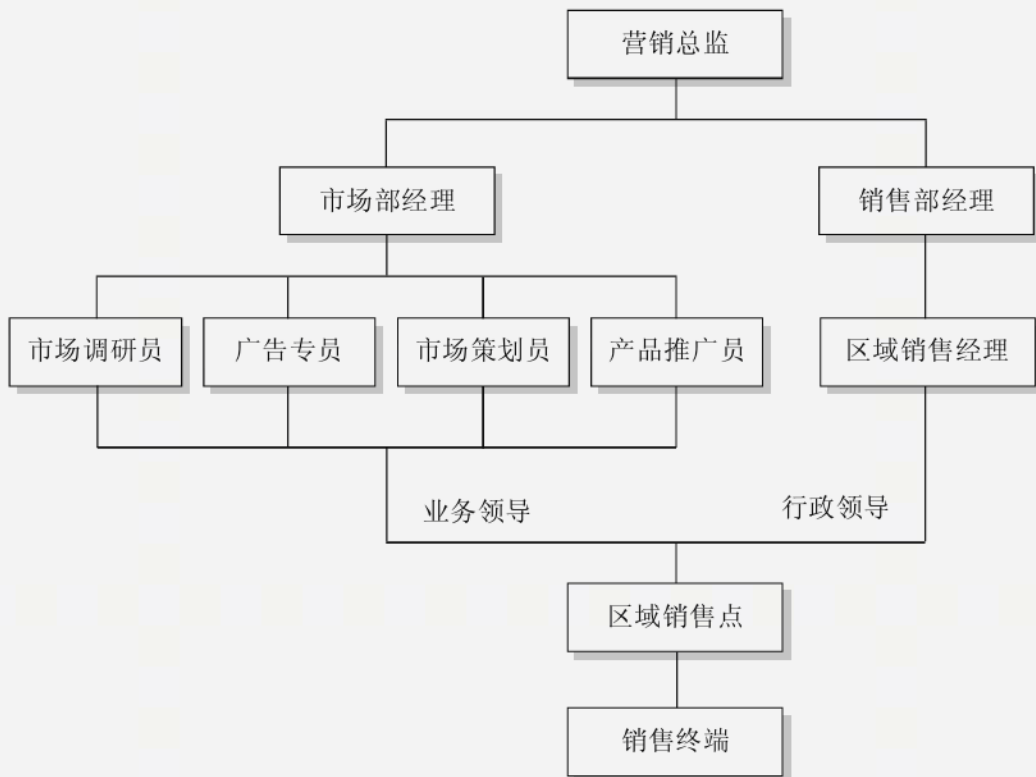 营销总监
市场部经理
销售部经理
市场调研员
广告专员
市场策划员
产品推广员
区域销售经理
业务领导
行政领导
区域销售点
销售终端